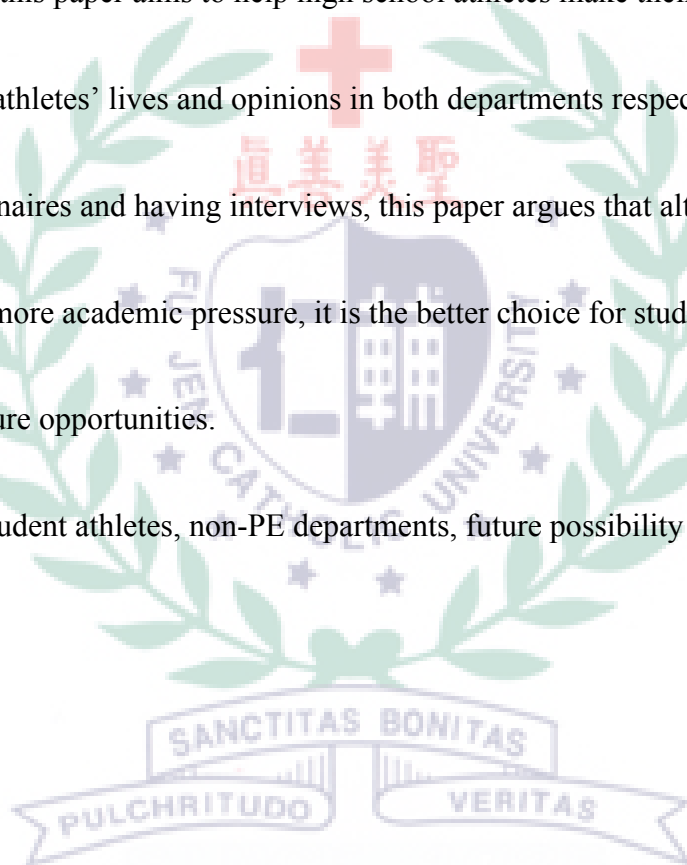 this paper aims to help high school athletes make their
athletes' lives and opinions in both departments respec
naires and having interviews, this paper argues that alt
more academic pressure, it is the better choice for stud
ure opportunities.
udent athletes, non-PE departments, future possibility
真善美聖
FU JEN CATHOLIC UNIVERSITY
SANCTITAS BONITAS
PULCHRITUDO VERITAS